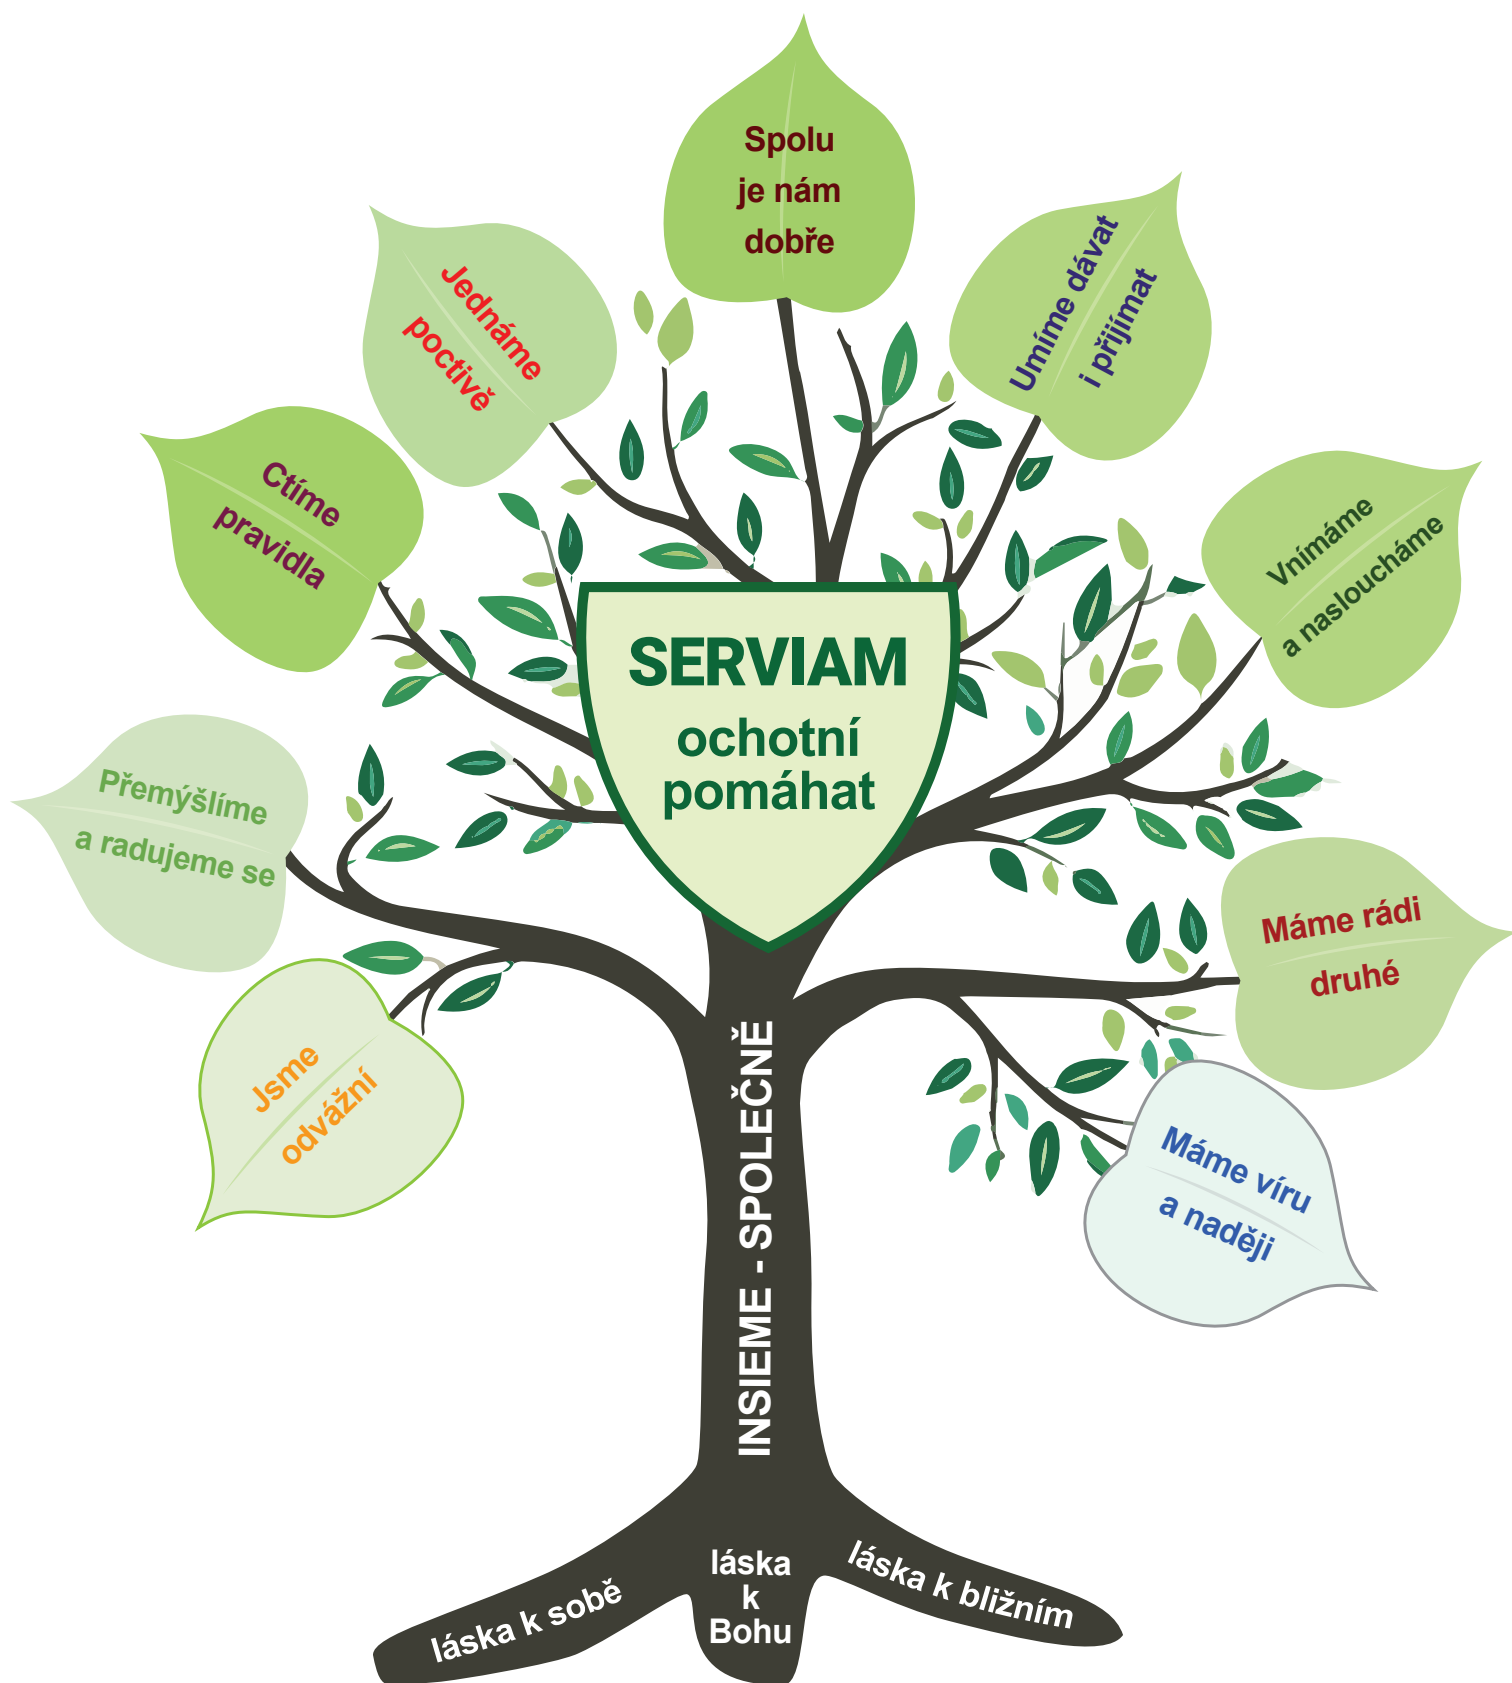 Spolu
je nám
dobře
Jednáme
poctivě
Umíme dávat
i přijímat
Ctíme
pravidla
Vnímáme
a nasloucháme
SERVIAM
ochotní
pomáhat
Přemýšlíme
a radujeme se
Máme rádi
druhé
Jsme
odvážní
Máme víru
a naději
INSIEME - SPOLEČNĚ
láska k sobě
láska
k
Bohu
láska k bližním